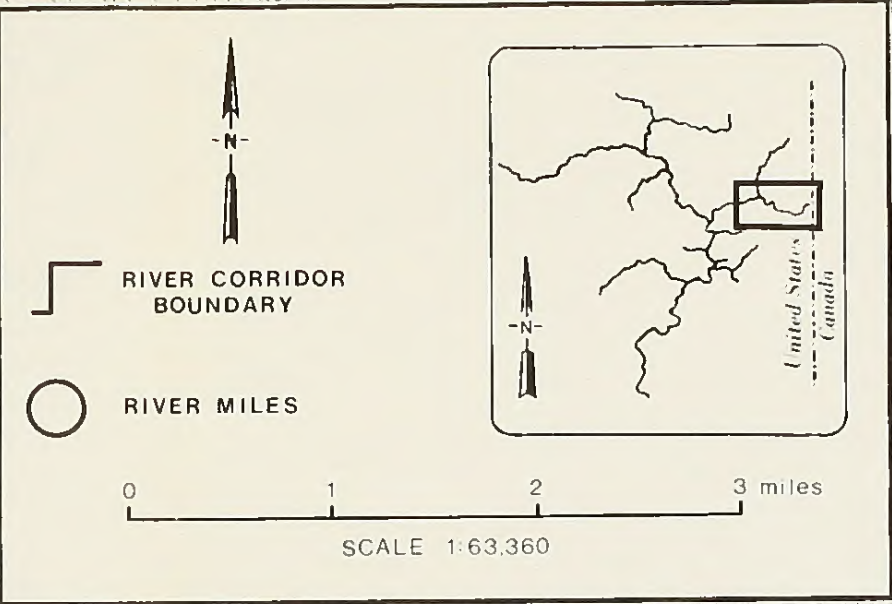 -N-
RIVER CORRIDOR
BOUNDARY
RIVER MILES
-N-
United States
Canada
0 1 2 3 miles
SCALE 1:63,360